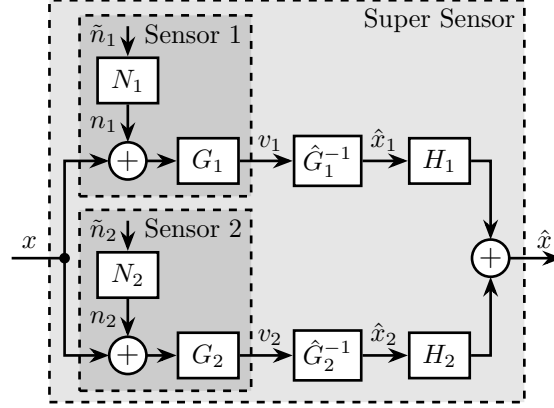 Super Sensor
ñ₁ Sensor 1
N₁
n₁
+ G₁ v₁ Ĝ₁⁻¹ x̂₁ H₁
x
+ x̂
ñ₂ Sensor 2
N₂
n₂
+ G₂ v₂ Ĝ₂⁻¹ x̂₂ H₂